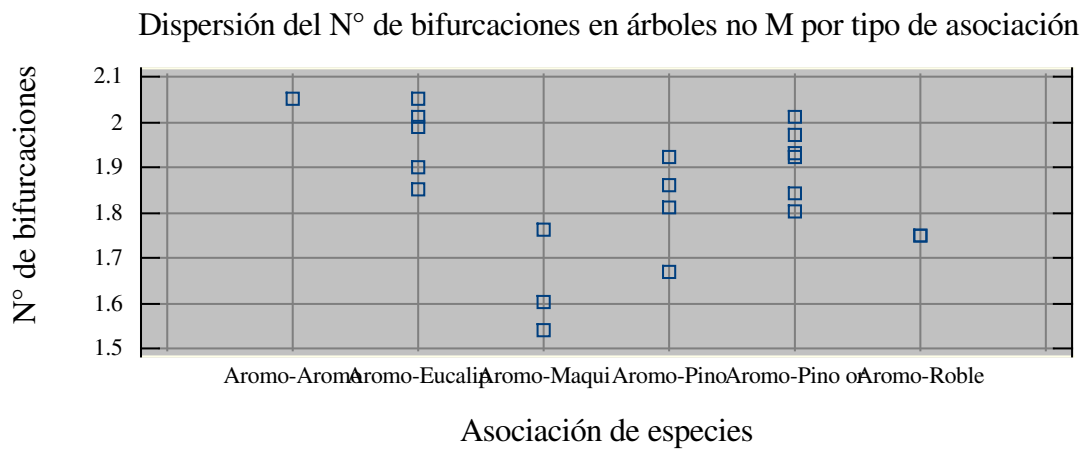 Dispersión del N° de bifurcaciones en árboles no M por tipo de asociación
N° de bifurcaciones
2.1
2
1.9
1.8
1.7
1.6
1.5
Aromo-Aromo Aromo-Eucalip Aromo-Maqui Aromo-Pino Aromo-Pino or Aromo-Roble
Asociación de especies